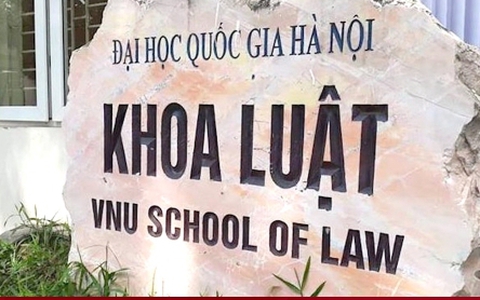 ĐẠI HỌC QUỐC GIA HÀ NỘI
KHOA LUẬT
VNU SCHOOL OF LAW